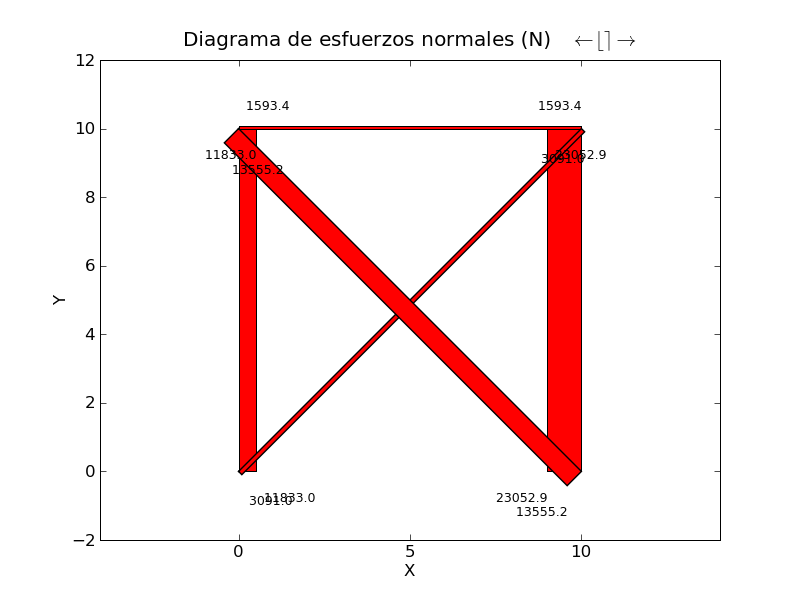 Diagrama de esfuerzos normales (N) ←⌊⌉→
12
1593.4 1593.4
10
11833.0 23052.9
3091.0
13555.2
8
6
Y
4
2
0
3091.0 11833.0 23052.9
13555.2
−2
0 5 10
X